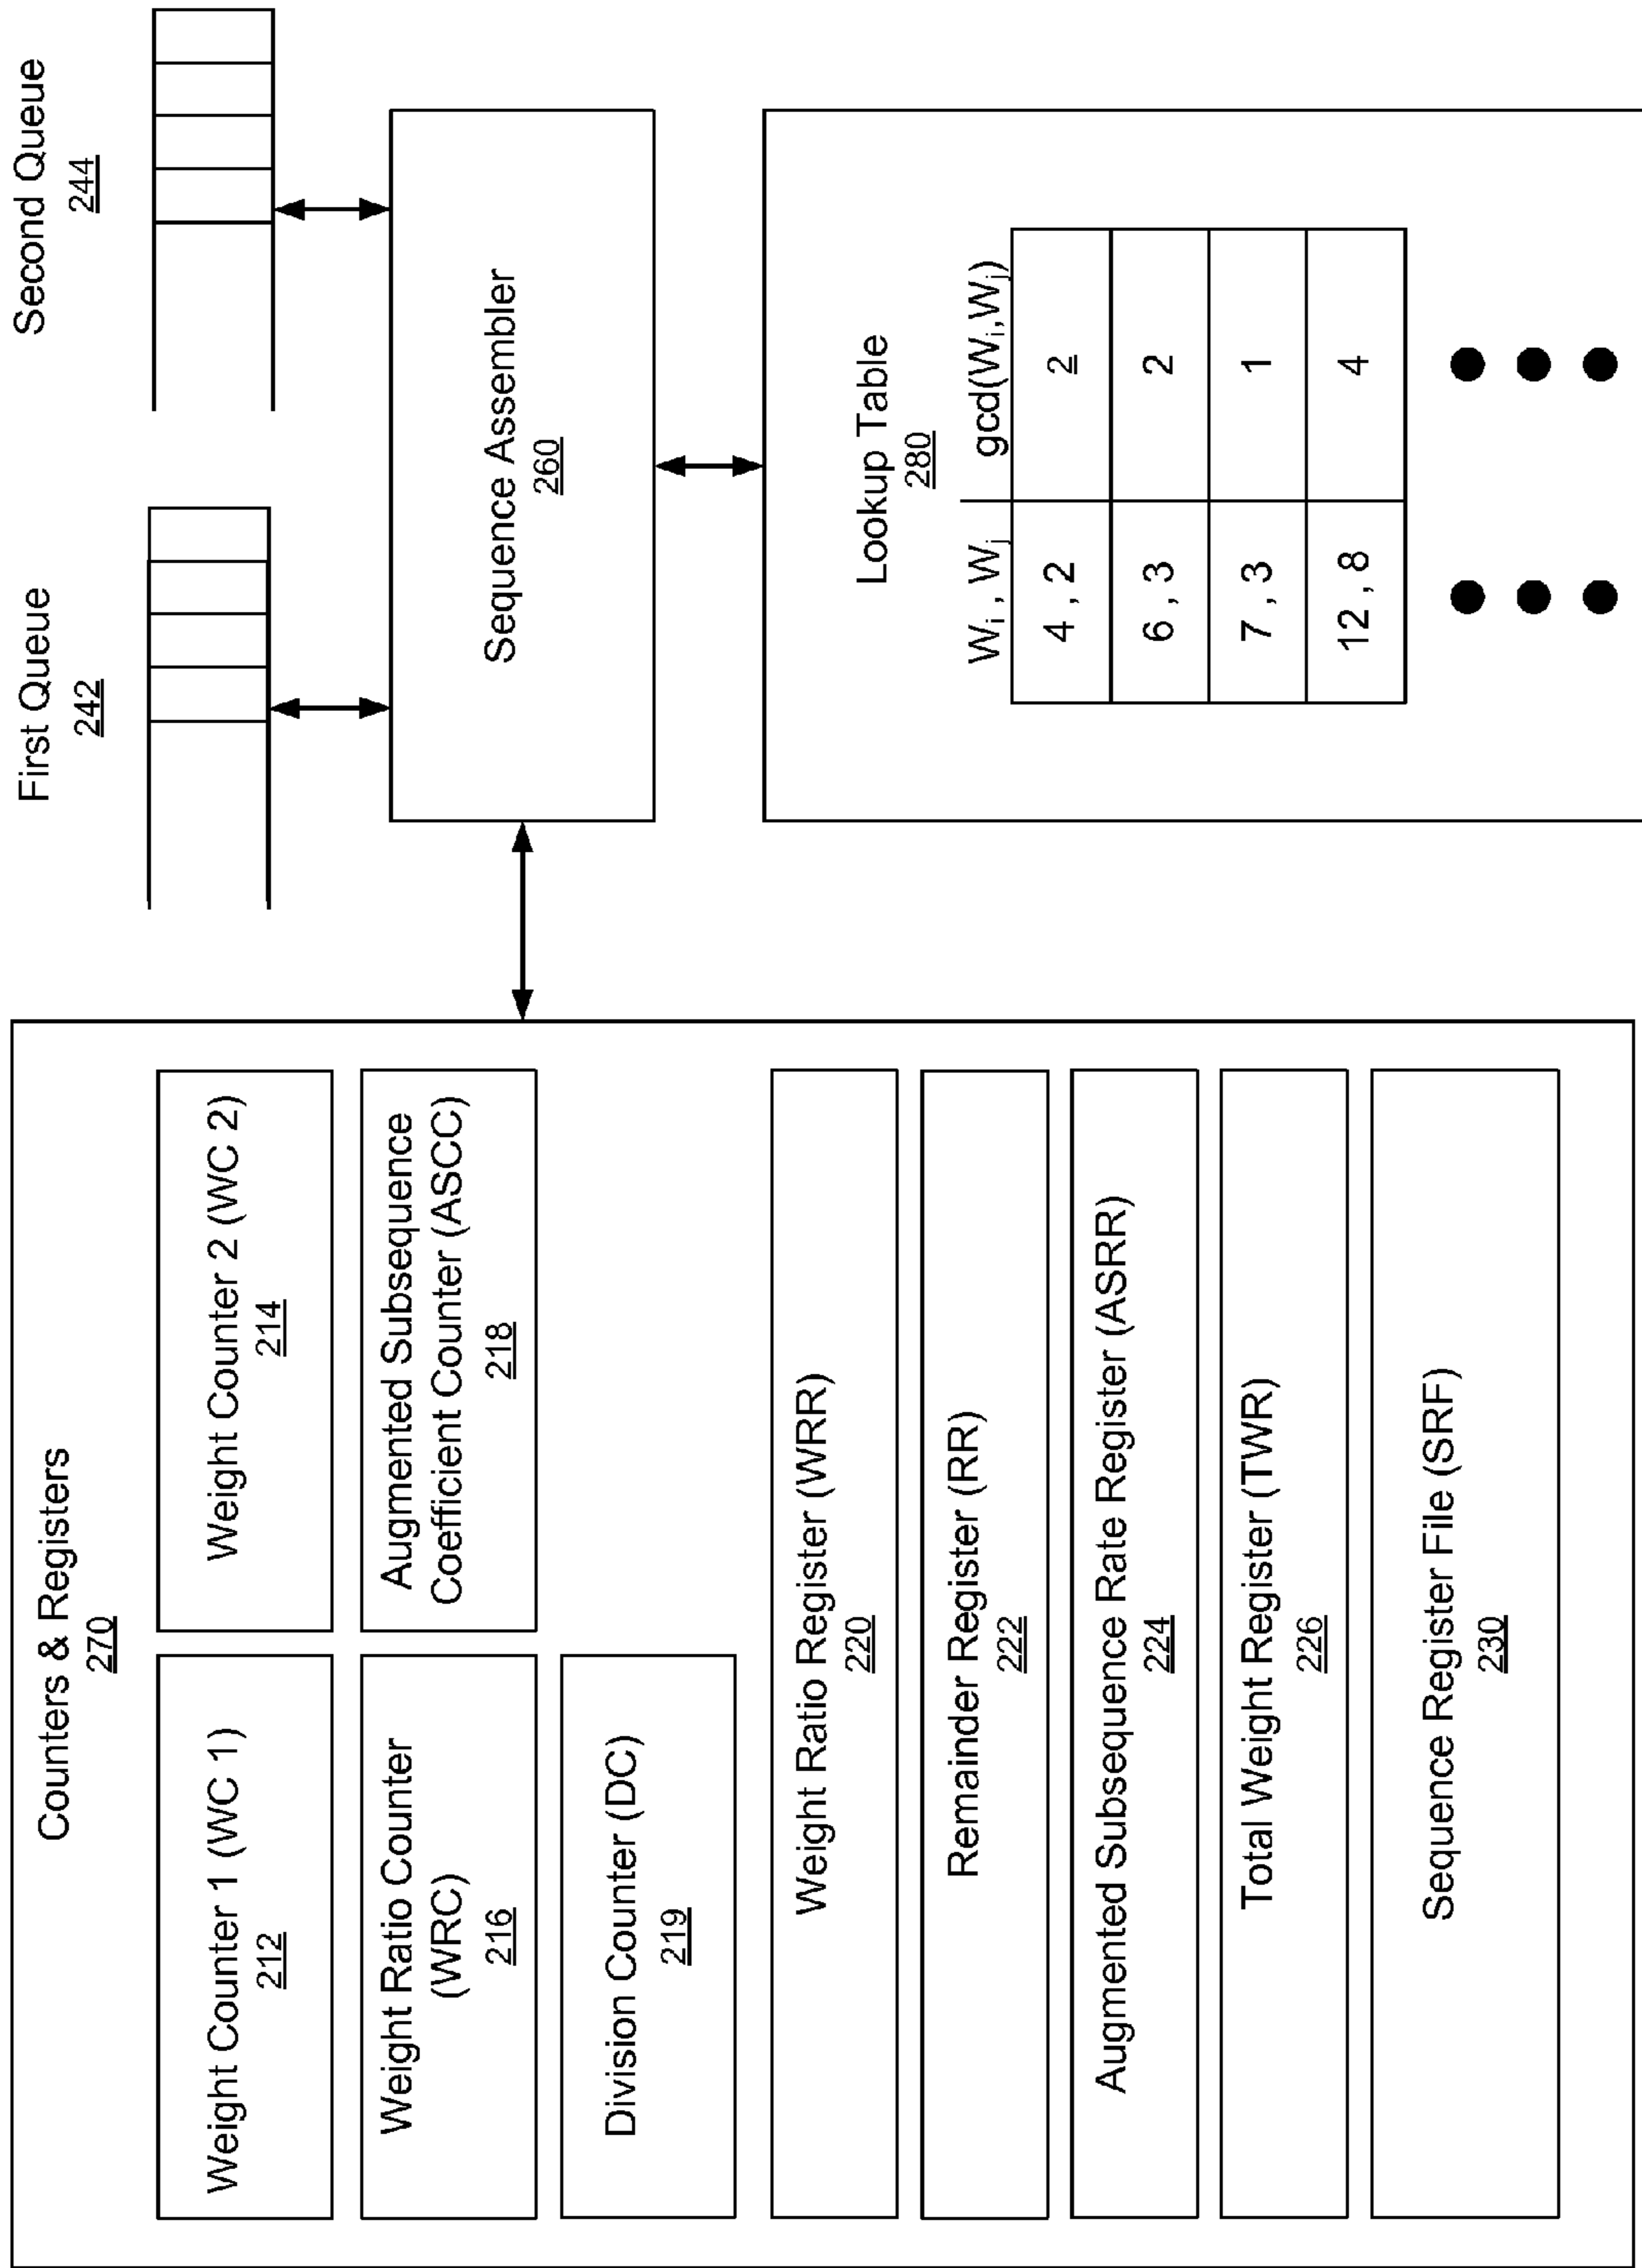 Counters & Registers
270
Weight Counter 1 (WC 1)
212
Weight Counter 2 (WC 2)
214
Weight Ratio Counter
(WRC)
216
Augmented Subsequence
Coefficient Counter (ASCC)
218
Division Counter (DC)
219
Weight Ratio Register (WRR)
220
Remainder Register (RR)
222
Augmented Subsequence Rate Register (ASRR)
224
Total Weight Register (TWR)
226
Sequence Register File (SRF)
230
First Queue
242
Second Queue
244
Sequence Assembler
260
Lookup Table
280
Wi , Wj gcd(Wi,Wj)
4 , 2 2
6 , 3 2
7 , 3 1
12 , 8 4